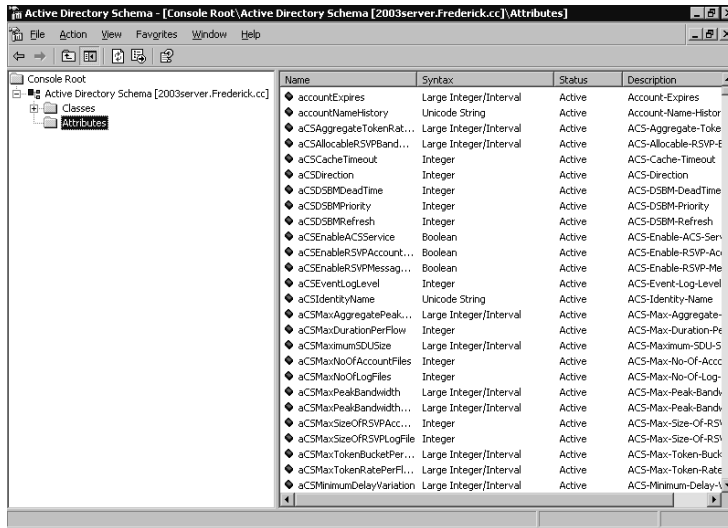 Active Directory Schema - [Console Root\Active Directory Schema [2003server.Frederick.cc]\Attributes]
File Action View Favorites Window Help
Console Root
Active Directory Schema [2003server.Frederick.cc]
Classes
Attributes
Name Syntax Status Description
accountExpires Large Integer/Interval Active Account-Expires
accountNameHistory Unicode String Active Account-Name-Histor
aCSAggregateTokenRat... Large Integer/Interval Active ACS-Aggregate-Toke
aCSAllocableRSVPBand... Large Integer/Interval Active ACS-Allocable-RSVP-B
aCSCacheTimeout Integer Active ACS-Cache-Timeout
aCSDirection Integer Active ACS-Direction
aCSDSBMDeadTime Integer Active ACS-DSBM-DeadTime
aCSDSBMPriority Integer Active ACS-DSBM-Priority
aCSDSBMRefresh Integer Active ACS-DSBM-Refresh
aCSEnableACSService Boolean Active ACS-Enable-ACS-Serv
aCSEnableRSVPAccount... Boolean Active ACS-Enable-RSVP-Acc
aCSEnableRSVPMessag... Boolean Active ACS-Enable-RSVP-Me
aCSEventLogLevel Integer Active ACS-Event-Log-Level
aCSIdentityName Unicode String Active ACS-Identity-Name
aCSMaxAggregatePeak... Large Integer/Interval Active ACS-Max-Aggregate-
aCSMaxDurationPerFlow Integer Active ACS-Max-Duration-Pe
aCSMaximumSDUSize Large Integer/Interval Active ACS-Maximum-SDU-S
aCSMaxNoOfAccountFiles Integer Active ACS-Max-No-Of-Acco
aCSMaxNoOfLogFiles Integer Active ACS-Max-No-Of-Log-
aCSMaxPeakBandwidth Large Integer/Interval Active ACS-Max-Peak-Bandw
aCSMaxPeakBandwidth... Large Integer/Interval Active ACS-Max-Peak-Bandw
aCSMaxSizeOfRSVPAcc... Integer Active ACS-Max-Size-Of-RSV
aCSMaxSizeOfRSVPLogFile Integer Active ACS-Max-Size-Of-RSV
aCSMaxTokenBucketPer... Large Integer/Interval Active ACS-Max-Token-Buck
aCSMaxTokenRatePerFl... Large Integer/Interval Active ACS-Max-Token-Rate
aCSMinimumDelayVariation Large Integer/Interval Active ACS-Minimum-Delay-V